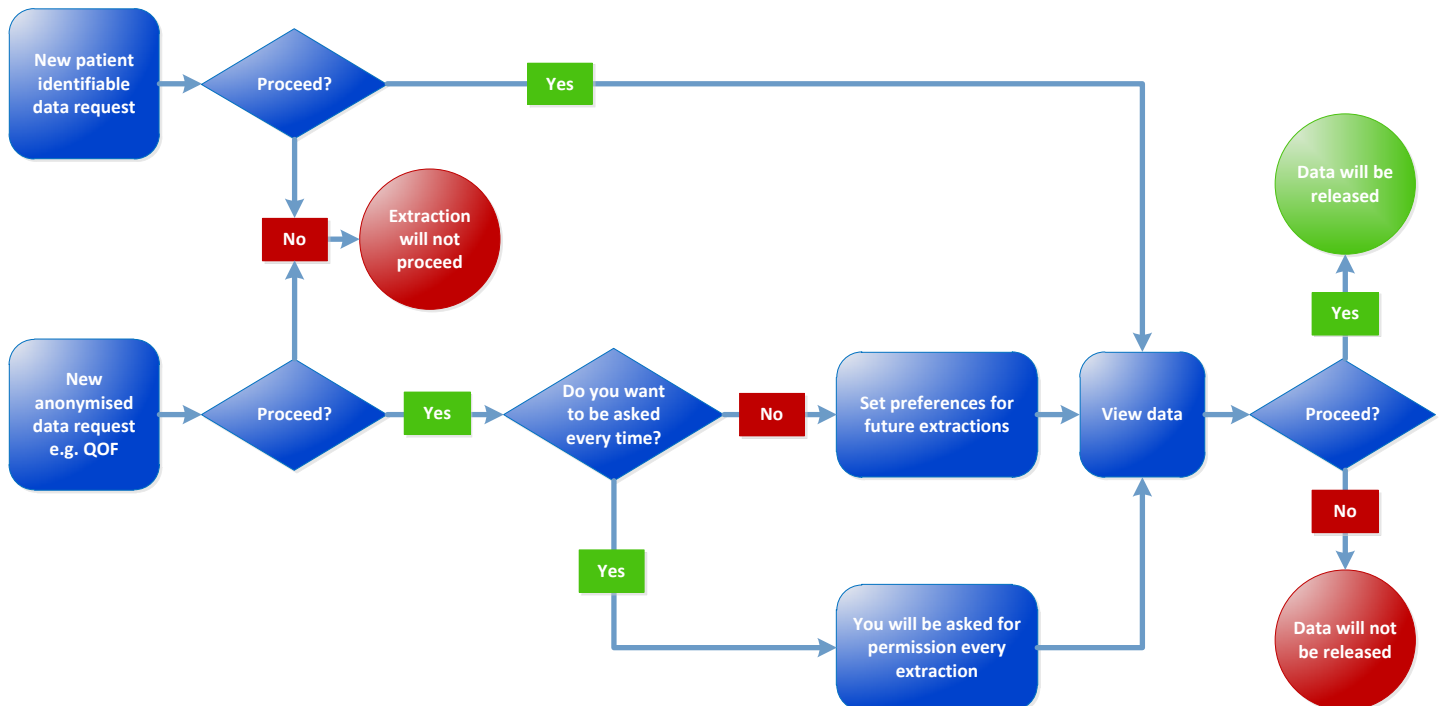 New patient
identifiable
data request
Proceed?
Yes
No
Extraction
will not
proceed
New
anonymised
data request
e.g. QOF
Proceed?
Yes
Do you want
to be asked
every time?
No
Set preferences for
future extractions
Yes
You will be asked for
permission every
extraction
View data
Proceed?
Yes
Data will be
released
No
Data will not
be released